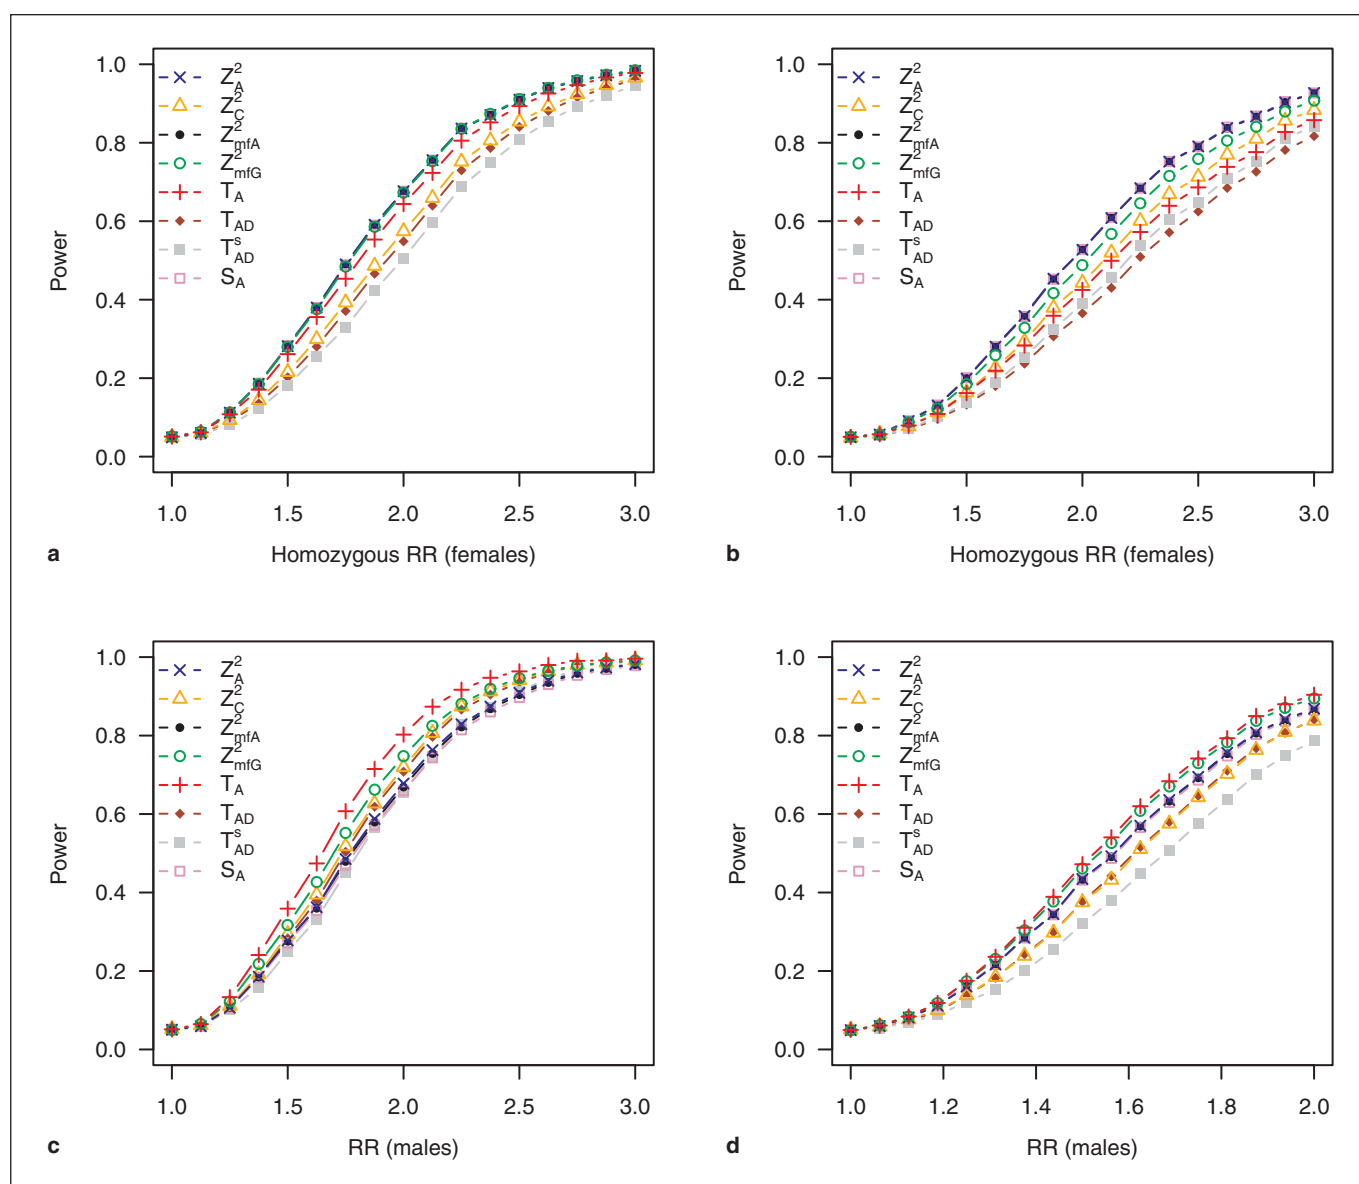 1.0
0.8
0.6
0.4
0.2
0.0
Power
Z²A
Z²C
Z²mfA
Z²mfG
TA
TAD
TˢAD
SA
1.0 1.5 2.0 2.5 3.0
a Homozygous RR (females)
1.0
0.8
0.6
0.4
0.2
0.0
Power
Z²A
Z²C
Z²mfA
Z²mfG
TA
TAD
TˢAD
SA
1.0 1.5 2.0 2.5 3.0
b Homozygous RR (females)
1.0
0.8
0.6
0.4
0.2
0.0
Power
Z²A
Z²C
Z²mfA
Z²mfG
TA
TAD
TˢAD
SA
1.0 1.5 2.0 2.5 3.0
c RR (males)
1.0
0.8
0.6
0.4
0.2
0.0
Power
Z²A
Z²C
Z²mfA
Z²mfG
TA
TAD
TˢAD
SA
1.0 1.2 1.4 1.6 1.8 2.0
d RR (males)